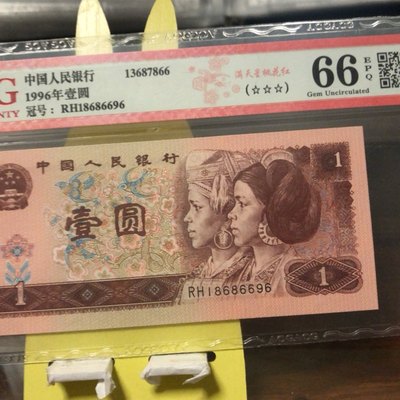 G
中国人民银行 13687866
1996年壹圆
NTY 冠号: RH18686696
满天星桃花红
(☆☆☆)
66 EPQ
Gem Uncirculated
中国人民银行
壹圆
1
1
1
RH18686696